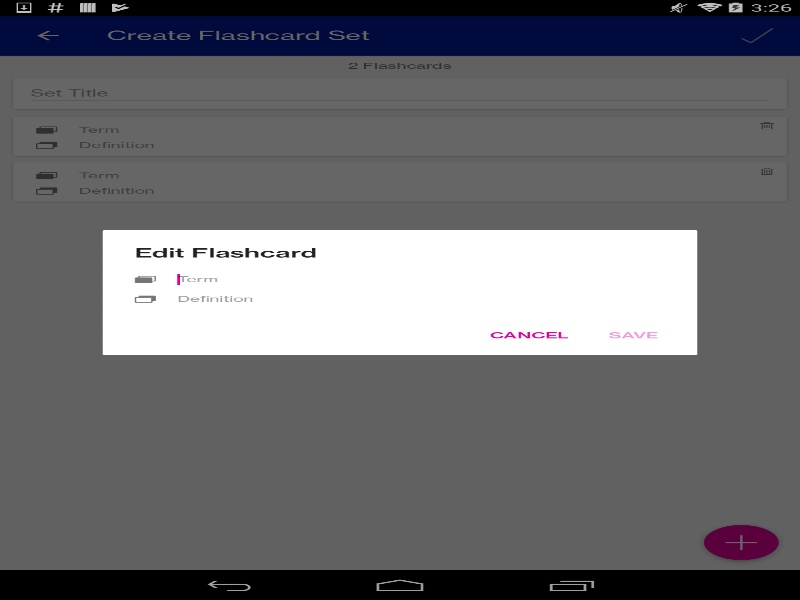 3:26
Create Flashcard Set
2 Flashcards
Set Title
Term
Definition
Term
Definition
Edit Flashcard
Term
Definition
CANCEL SAVE